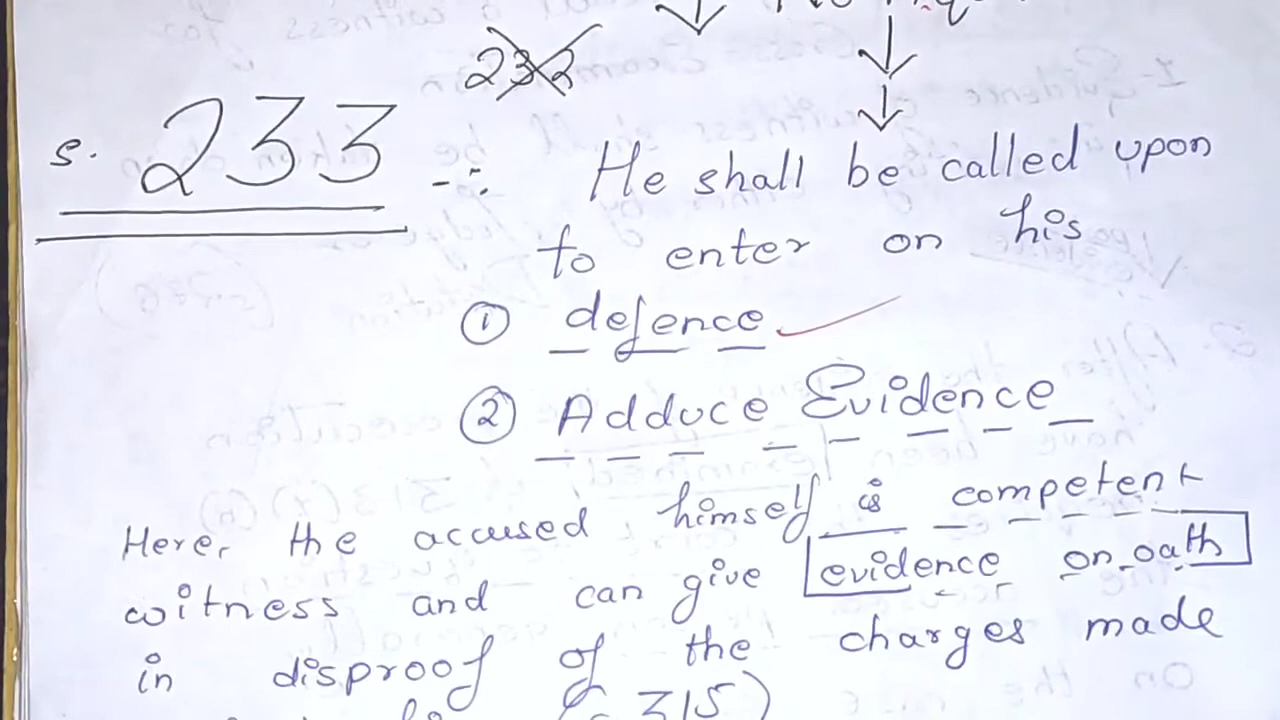 232
s. 233 -: He shall be called upon
to enter on his
① defence
② Adduce Evidence
Here, the accused himself is competent
witness and can give evidence on oath
in disproof of the charges made
315)